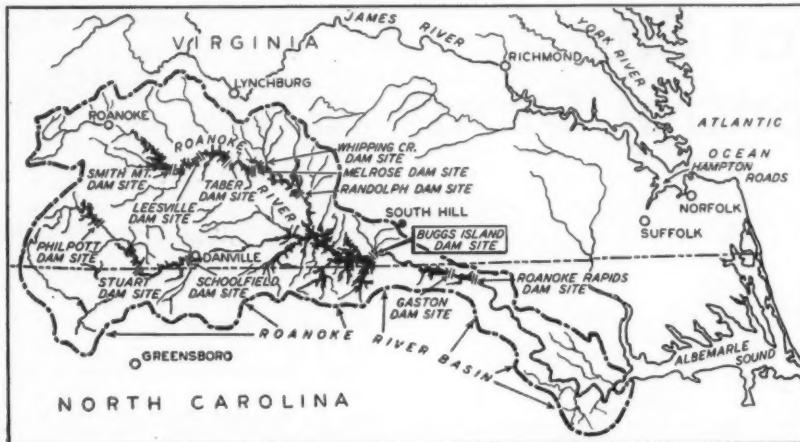 VIRGINIA
JAMES
RIVER
YORK RIVER
RICHMOND
LYNCHBURG
ROANOKE
ATLANTIC
OCEAN
ROANOKE
RIVER
WHIPPING CR.
DAM SITE
MELROSE DAM SITE
RANDOLPH DAM SITE
SMITH MT.
DAM SITE
TABER
DAM SITE
LEESVILLE
DAM SITE
HAMPTON
ROADS
NORFOLK
SUFFOLK
SOUTH HILL
BUGGS ISLAND
DAM SITE
PHILPOTT
DAM SITE
DANVILLE
STUART
DAM SITE
SCHOOLFIELD
DAM SITE
GASTON
DAM SITE
ROANOKE RAPIDS
DAM SITE
ROANOKE RIVER BASIN
GREENSBORO
ALBEMARLE
SOUND
NORTH CAROLINA